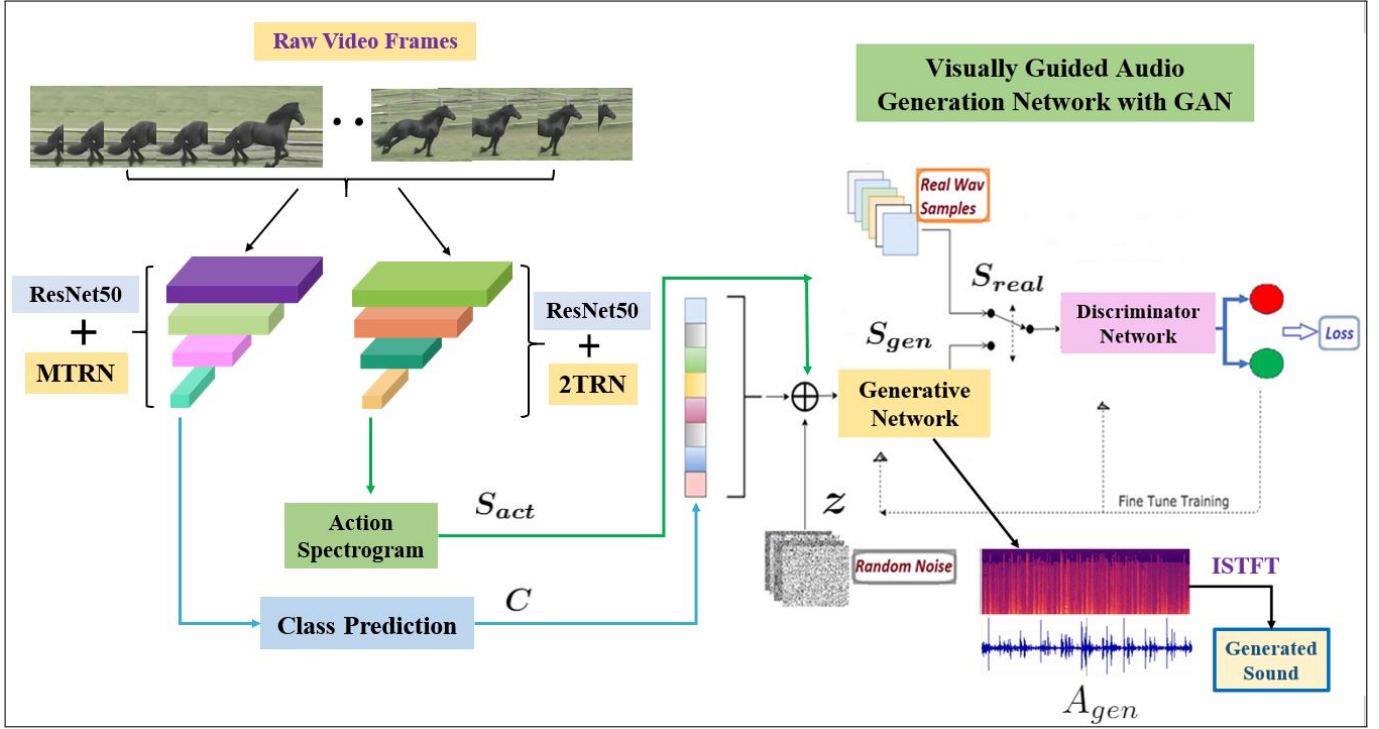 Raw Video Frames
Visually Guided Audio
Generation Network with GAN
Real Wav
Samples
ResNet50
+
MTRN
ResNet50
+
2TRN
S_real
S_gen
Discriminator
Network
Loss
Generative
Network
Action
Spectrogram
S_act
z
Fine Tune Training
Random Noise
Class Prediction
C
ISTFT
Generated
Sound
A_gen